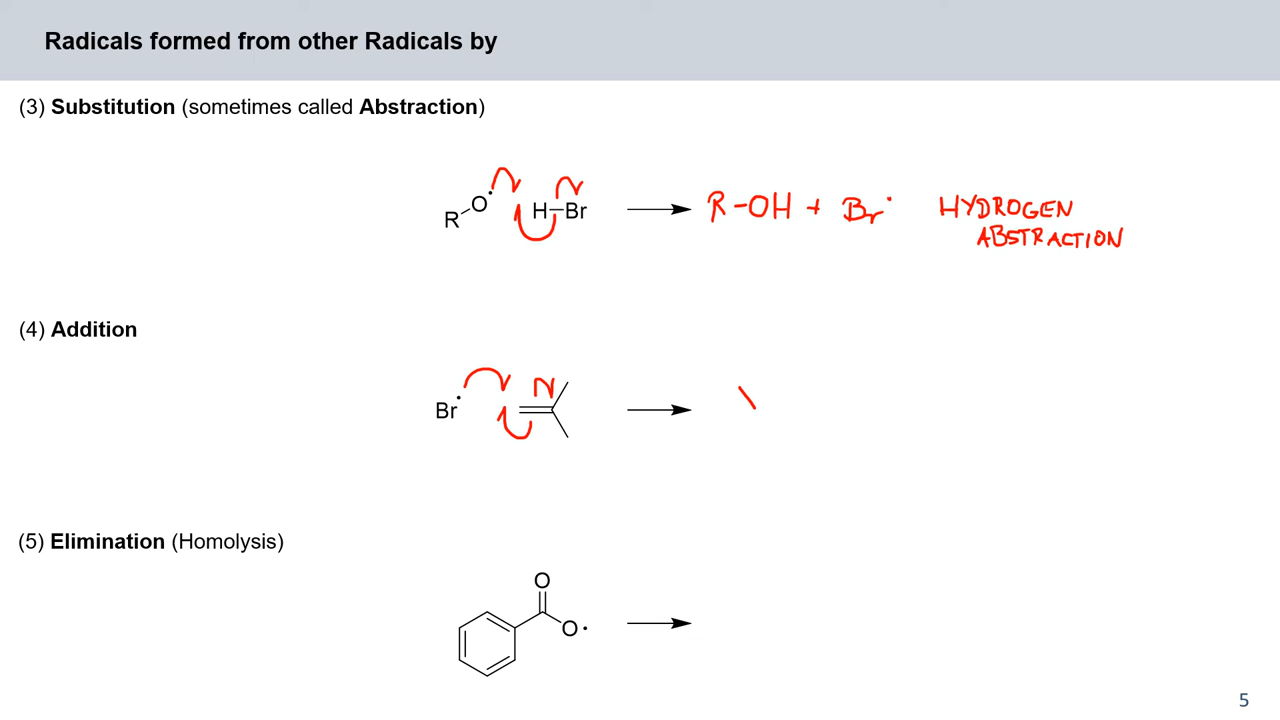 Radicals formed from other Radicals by
(3) Substitution (sometimes called Abstraction)
R O• H Br R-OH + Br• HYDROGEN
ABSTRACTION
(4) Addition
Br•
(5) Elimination (Homolysis)
O
O•
5